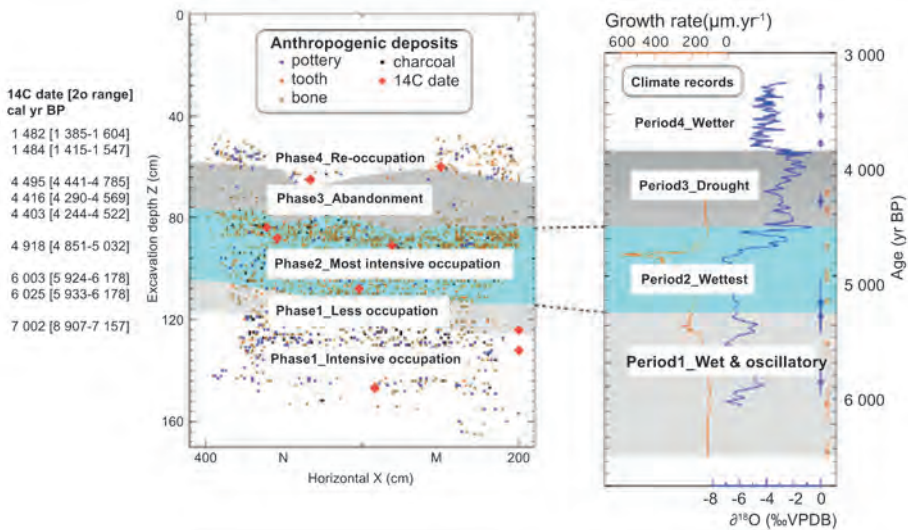 Growth rate(µm.yr⁻¹)
600 400 200 0
Anthropogenic deposits
pottery
charcoal
tooth
14C date
bone
14C date [2o range]
cal yr BP
1 482 [1 385-1 604]
1 484 [1 415-1 547]
4 495 [4 441-4 785]
4 416 [4 290-4 569]
4 403 [4 244-4 522]
4 918 [4 851-5 032]
6 003 [5 924-6 178]
6 025 [5 933-6 178]
7 002 [8 907-7 157]
Excavation depth Z (cm)
0
40
80
120
160
Phase4_Re-occupation
Phase3_Abandonment
Phase2_Most intensive occupation
Phase1_Less occupation
Phase1_Intensive occupation
400 N M 200
Horizontal X (cm)
Climate records
Period4_Wetter
Period3_Drought
Period2_Wettest
Period1_Wet & oscillatory
3 000
4 000
5 000
6 000
Age (yr BP)
-8 -6 -4 -2 0
∂¹⁸O (‰VPDB)